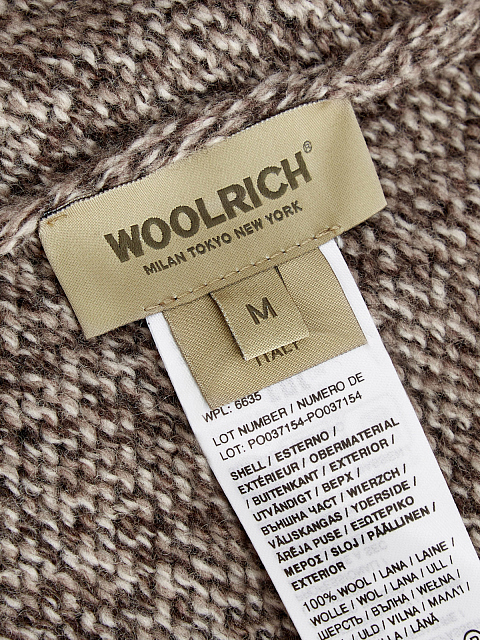 WOOLRICH®
MILAN TOKYO NEW YORK
M
ITALY
WPL: 6635
LOT NUMBER / NUMERO DE
LOT: PO037154-PO037154
SHELL / ESTERNO /
EXTÉRIEUR / OBERMATERIAL
/ BUITENKANT / EXTERIOR /
UTVÄNDIGT / ВЕРХ /
ВЪНШНА ЧАСТ / WIERZCH /
VÄLISKANGAS / YDERSIDE /
ĀRĒJA PUSE / ΕΞΩΤΕΡΙΚΟ
ΜΕΡΟΣ / SLOJ / PÄÄLLINEN /
EXTERIOR
100% WOOL / LANA / LAINE /
WOLLE / WOL / LANA / ULL /
ШЕРСТЬ / ВЪЛНА / WEŁNA /
/ ULD / VILNA / ΜΑΛΛΙ /